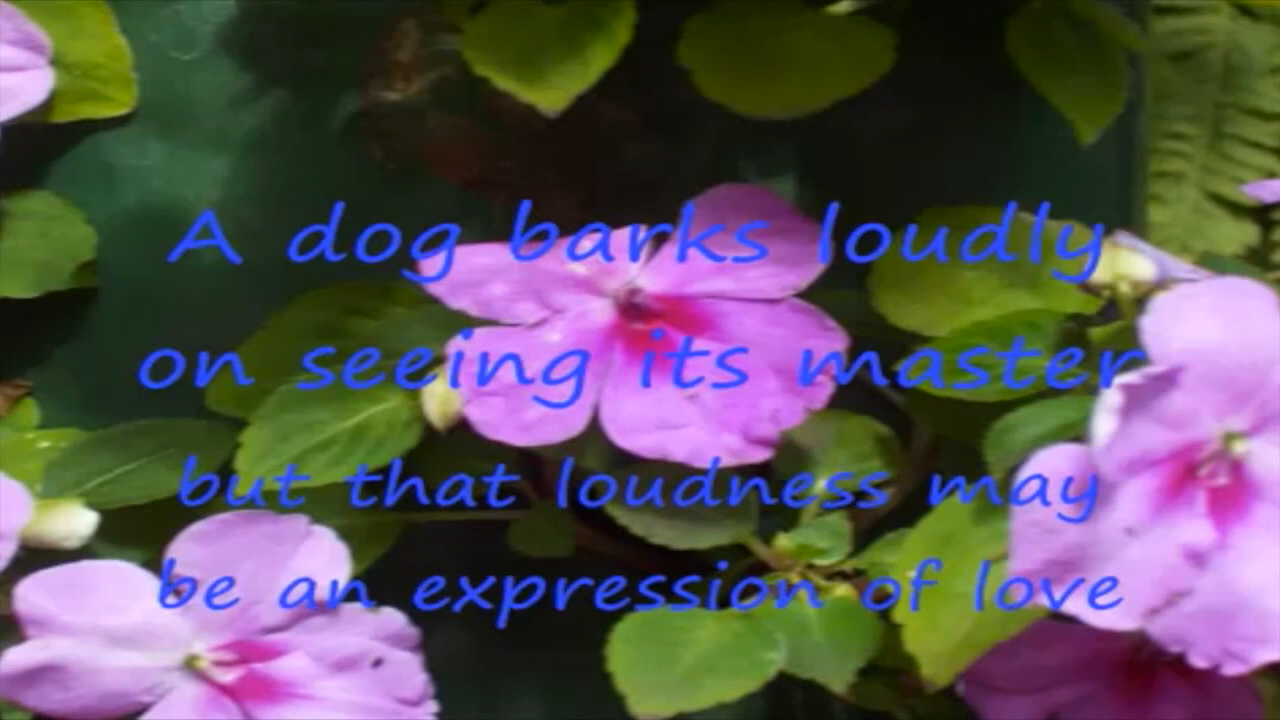 A dog barks loudly
on seeing its master
but that loudness may
be an expression of love